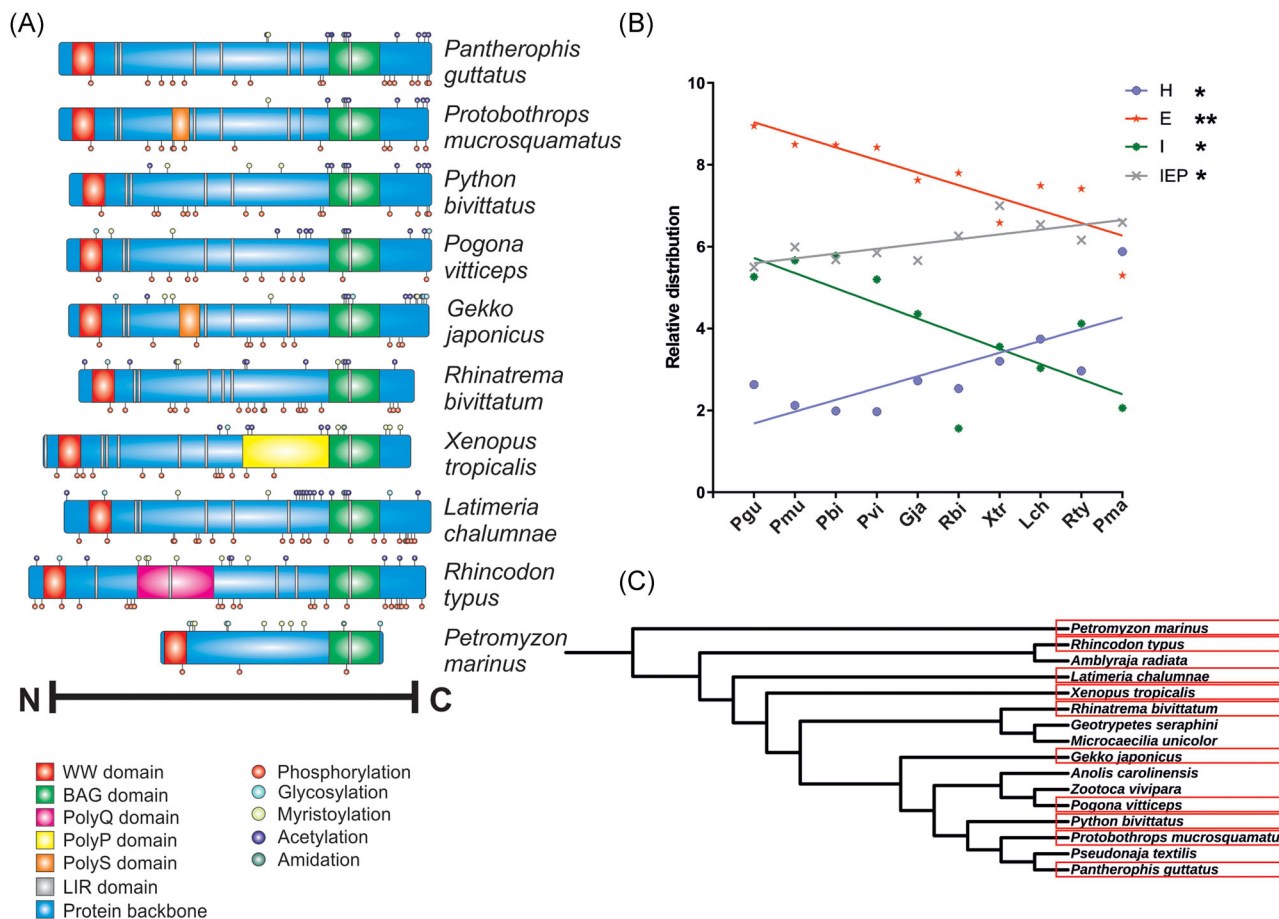 (A)
Pantherophis
guttatus
Protobothrops
mucrosquamatus
Python
bivittatus
Pogona
vitticeps
Gekko
japonicus
Rhinatrema
bivittatum
Xenopus
tropicalis
Latimeria
chalumnae
Rhincodon
typus
Petromyzon
marinus
N
C
WW domain
BAG domain
PolyQ domain
PolyP domain
PolyS domain
LIR domain
Protein backbone
Phosphorylation
Glycosylation
Myristoylation
Acetylation
Amidation
(B)
Relative distribution
10
8
6
4
2
0
Pgu
Pmu
Pbi
Pvi
Gja
Rbi
Xtr
Lch
Rty
Pma
H *
E **
I *
IEP *
(C)
Petromyzon marinus
Rhincodon typus
Amblyraja radiata
Latimeria chalumnae
Xenopus tropicalis
Rhinatrema bivittatum
Geotrypetes seraphini
Microcaecilia unicolor
Gekko japonicus
Anolis carolinensis
Zootoca vivipara
Pogona vitticeps
Python bivittatus
Protobothrops mucrosquamatu
Pseudonaja textilis
Pantherophis guttatus